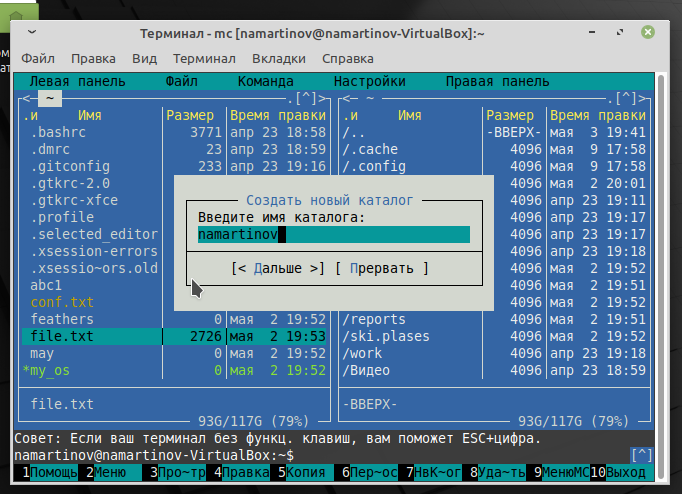 Терминал - mc [namartinov@namartinov-VirtualBox]:~
Файл Правка Вид Терминал Вкладки Справка
Левая панель Файл Команда Настройки Правая панель
<— ~ .[^]> <— ~ .[^]>
.и Имя Размер Время правки .и Имя Размер Время правки
.bashrc 3771 апр 23 18:58 /.. -ВВЕРХ- мая 3 19:41
.dmrc 23 апр 23 18:59 /.cache 4096 мая 9 17:58
.gitconfig 233 апр 23 19:16 /.config 4096 мая 9 17:58
.gtkrc-2.0 4096 мая 2 20:01
.gtkrc-xfce 4096 апр 23 19:11
.profile 4096 апр 23 19:17
.selected_editor 4096 апр 23 19:17
.xsession-errors 4096 апр 23 19:18
.xsessio~ors.old 4096 мая 2 19:52
abc1 4096 мая 2 19:51
conf.txt 4096 мая 2 19:52
feathers 0 мая 2 19:52 /reports 4096 мая 2 19:52
file.txt 2726 мая 2 19:53 /ski.plases 4096 мая 2 19:51
may 0 мая 2 19:52 /work 4096 апр 23 19:18
*my_os 0 мая 2 19:52 /Видео 4096 апр 23 18:59
Создать новый каталог
Введите имя каталога:
namartinov
[< Дальше >] [ Прервать ]
file.txt -ВВЕРХ-
93G/117G (79%) 93G/117G (79%)
Совет: Если ваш терминал без функц. клавиш, вам поможет ESC+цифра.
namartinov@namartinov-VirtualBox:~$ [^]
1Помощь 2Меню 3Про~тр 4Правка 5Копия 6Пер~ос 7НвК~ог 8Уда~ть 9МенюMC 10Выход